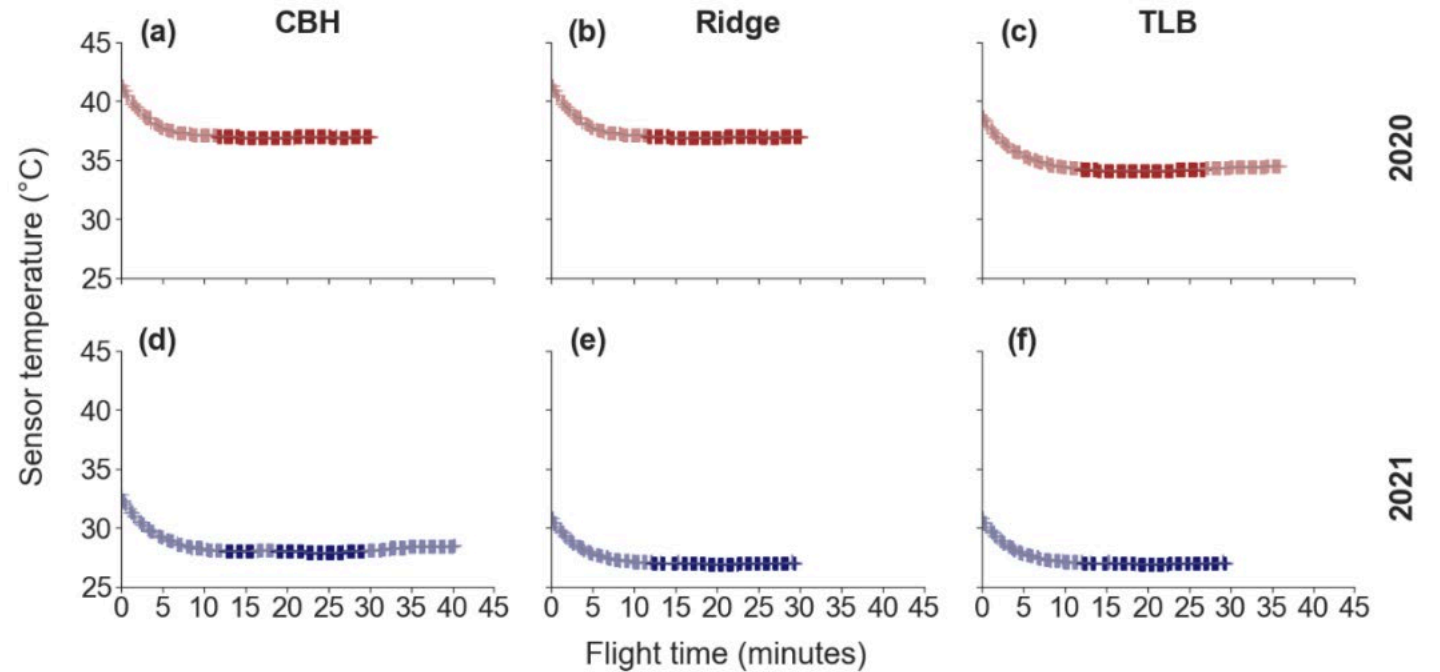 (a) CBH
(b) Ridge
(c) TLB
45
40
35
30
25
2020
(d)
(e)
(f)
45
40
35
30
25
2021
0 5 10 15 20 25 30 35 40 45
0 5 10 15 20 25 30 35 40 45
0 5 10 15 20 25 30 35 40 45
Sensor temperature (°C)
Flight time (minutes)